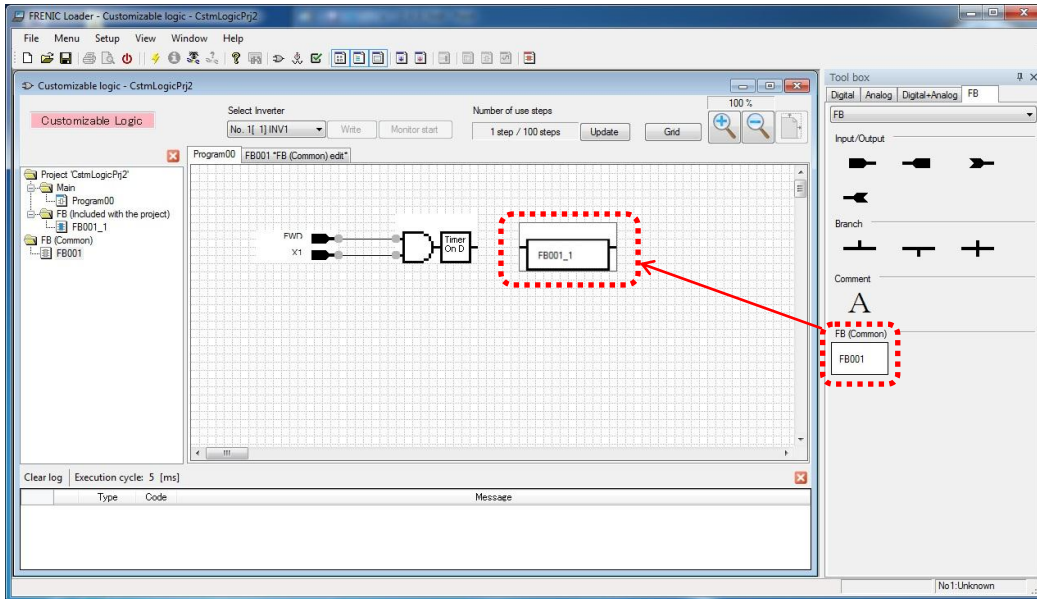 FRENIC Loader - Customizable logic - CstmLogicPrj2
File Menu Setup View Window Help
Customizable logic - CstmLogicPrj2
Customizable Logic
Select Inverter
No. 1[ 1] INV1
Write
Monitor start
Number of use steps
1 step / 100 steps
Update
Grid
100 %
Project 'CstmLogicPrj2'
Main
Program00
FB (Included with the project)
FB001_1
FB (Common)
FB001
Program00
FB001 "FB (Common) edit"
FWD
X1
Timer
On D
FB001_1
Clear log
Execution cycle: 5 [ms]
Type Code Message
Tool box
Digital Analog Digital+Analog FB
FB
Input/Output
Branch
Comment
A
FB (Common)
FB001
No1:Unknown